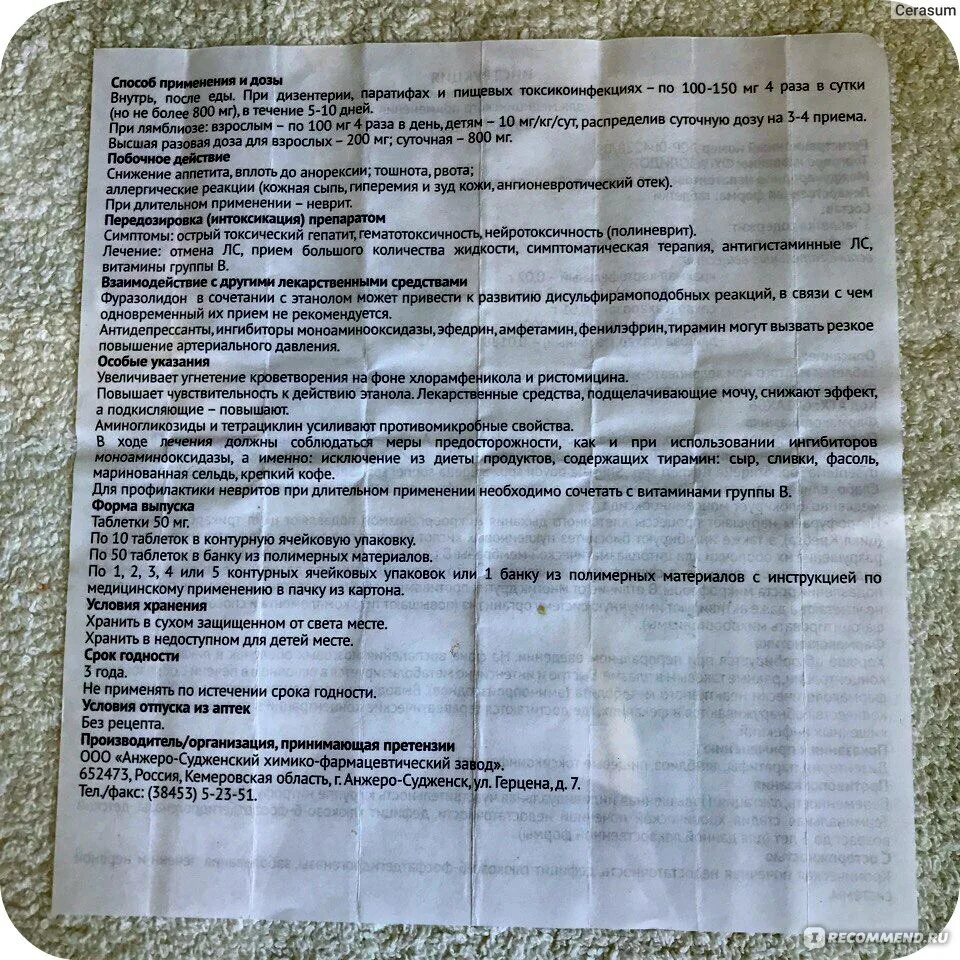 Cerasum
Способ применения и дозы
Внутрь, после еды. При дизентерии, паратифах и пищевых токсикоинфекциях – по 100-150 мг 4 раза в сутки
(но не более 800 мг), в течение 5-10 дней.
При лямблиозе: взрослым – по 100 мг 4 раза в день, детям – 10 мг/кг/сут, распределив суточную дозу на 3-4 приема.
Высшая разовая доза для взрослых – 200 мг; суточная – 800 мг.
Побочное действие
Снижение аппетита, вплоть до анорексии; тошнота, рвота;
аллергические реакции (кожная сыпь, гиперемия и зуд кожи, ангионевротический отек).
При длительном применении – неврит.
Передозировка (интоксикация) препаратом
Симптомы: острый токсический гепатит, гематотоксичность, нейротоксичность (полиневрит).
Лечение: отмена ЛС, прием большого количества жидкости, симптоматическая терапия, антигистаминные ЛС,
витамины группы В.
Взаимодействие с другими лекарственными средствами
Фуразолидон в сочетании с этанолом может привести к развитию дисульфирамоподобных реакций, в связи с чем
одновременный их прием не рекомендуется.
Антидепрессанты, ингибиторы моноаминооксидазы, эфедрин, амфетамин, фенилэфрин, тирамин могут вызвать резкое
повышение артериального давления.
Особые указания
Увеличивает угнетение кроветворения на фоне хлорамфеникола и ристомицина.
Повышает чувствительность к действию этанола. Лекарственные средства, подщелачивающие мочу, снижают эффект,
а подкисляющие – повышают.
Аминогликозиды и тетрациклин усиливают противомикробные свойства.
В ходе лечения должны соблюдаться меры предосторожности, как и при использовании ингибиторов
моноаминооксидазы, а именно: исключение из диеты продуктов, содержащих тирамин: сыр, сливки, фасоль,
маринованная сельдь, крепкий кофе.
Для профилактики невритов при длительном применении необходимо сочетать с витаминами группы В.
Форма выпуска
Таблетки 50 мг.
По 10 таблеток в контурную ячейковую упаковку.
По 50 таблеток в банку из полимерных материалов.
По 1, 2, 3, 4 или 5 контурных ячейковых упаковок или 1 банку из полимерных материалов с инструкцией по
медицинскому применению в пачку из картона.
Условия хранения
Хранить в сухом защищенном от света месте.
Хранить в недоступном для детей месте.
Срок годности
3 года.
Не применять по истечении срока годности.
Условия отпуска из аптек
Без рецепта.
Производитель/организация, принимающая претензии
ООО «Анжеро-Судженский химико-фармацевтический завод»,
652473, Россия, Кемеровская область, г. Анжеро-Судженск, ул. Герцена, д. 7.
Тел./факс: (38453) 5-23-51.
IRECOMMEND.RU